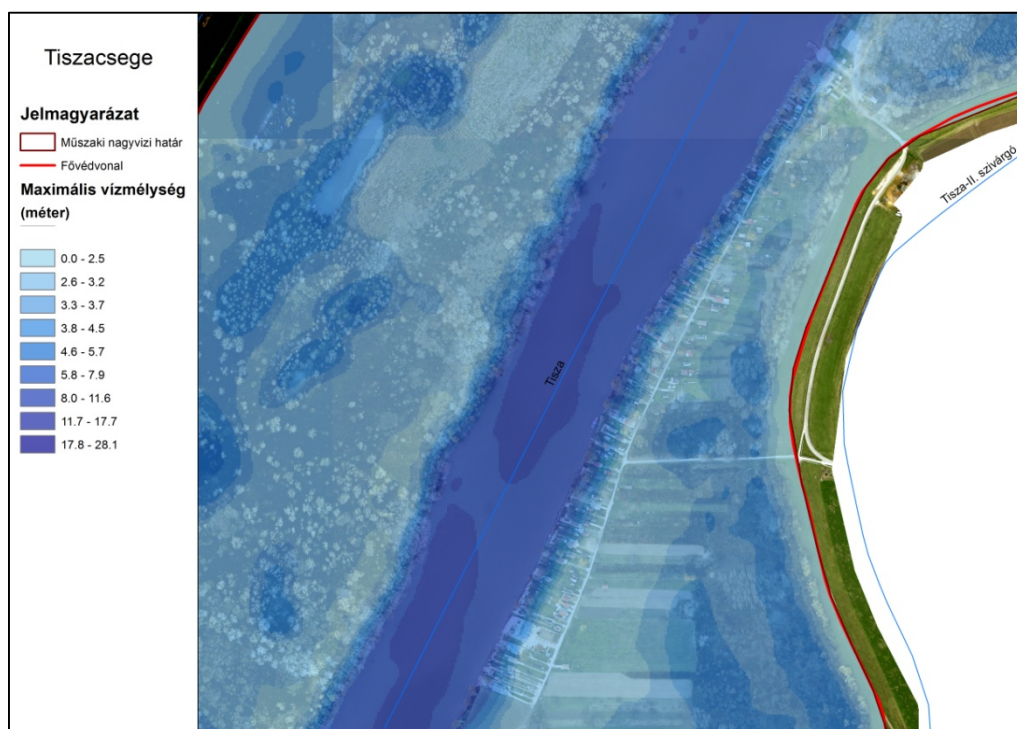 Tiszacsege
Jelmagyarázat
Műszaki nagyvizi határ
Fővédvonal
Maximális vízmélység
(méter)
0.0 - 2.5
2.6 - 3.2
3.3 - 3.7
3.8 - 4.5
4.6 - 5.7
5.8 - 7.9
8.0 - 11.6
11.7 - 17.7
17.8 - 28.1
Tisza
Tisza-II. szivárgó